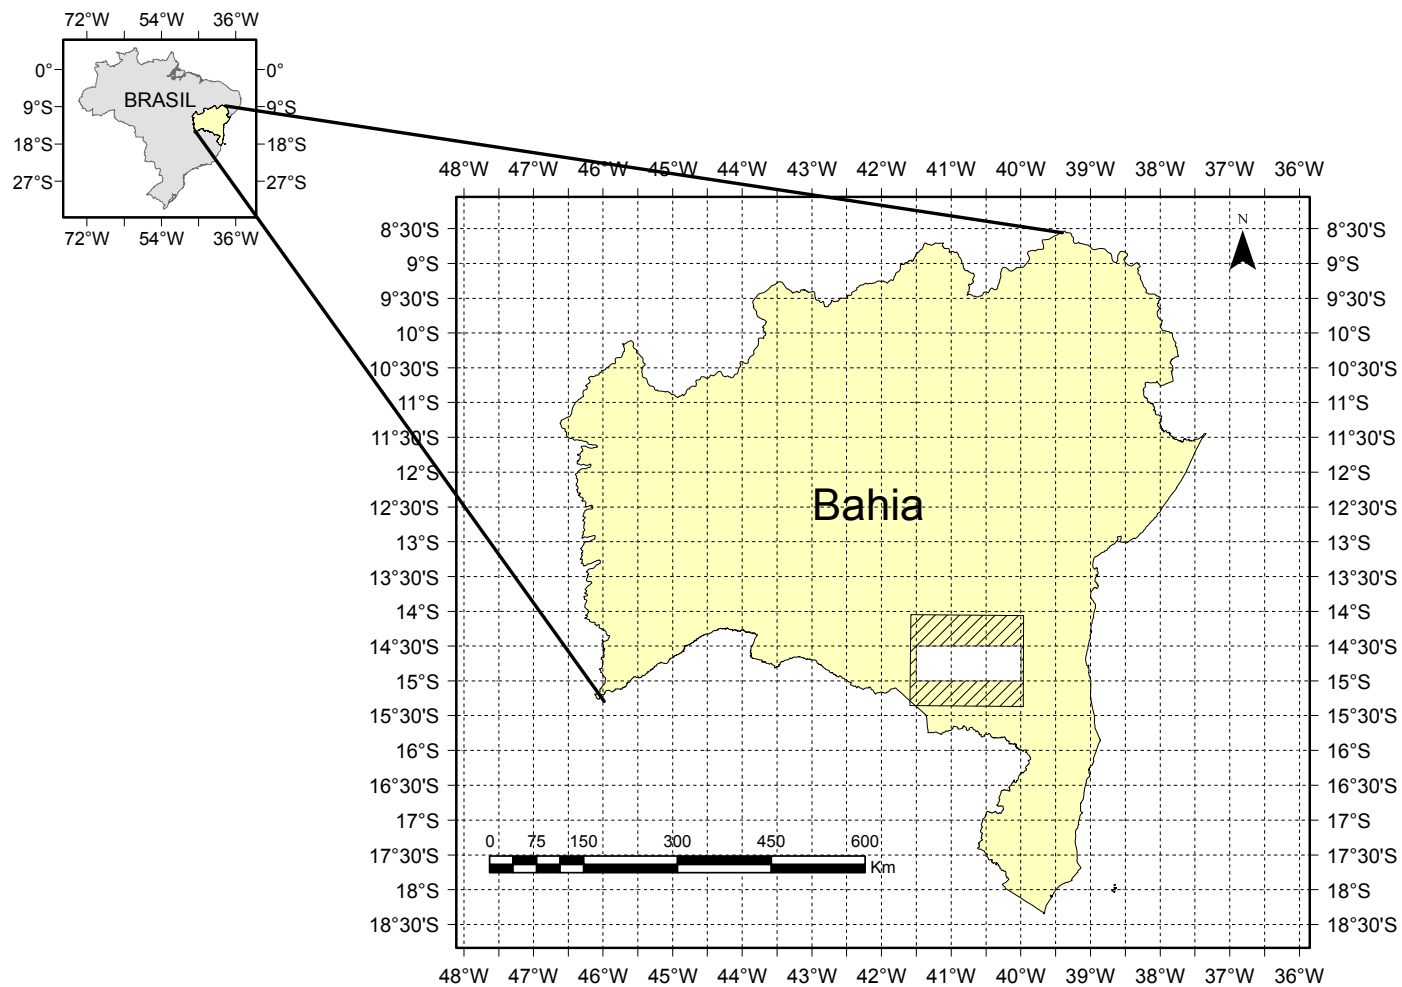 72°W 54°W 36°W
0° 0°
BRASIL
9°S 9°S
18°S 18°S
27°S 27°S
72°W 54°W 36°W
48°W 47°W 46°W 45°W 44°W 43°W 42°W 41°W 40°W 39°W 38°W 37°W 36°W
N
8°30'S 8°30'S
9°S 9°S
9°30'S 9°30'S
10°S 10°S
10°30'S 10°30'S
11°S 11°S
11°30'S 11°30'S
12°S 12°S
Bahia
12°30'S 12°30'S
13°S 13°S
13°30'S 13°30'S
14°S 14°S
14°30'S 14°30'S
15°S 15°S
15°30'S 15°30'S
16°S 16°S
16°30'S 16°30'S
17°S 17°S
0 75 150 300 450 600
17°30'S 17°30'S
Km
18°S 18°S
18°30'S 18°30'S
48°W 47°W 46°W 45°W 44°W 43°W 42°W 41°W 40°W 39°W 38°W 37°W 36°W